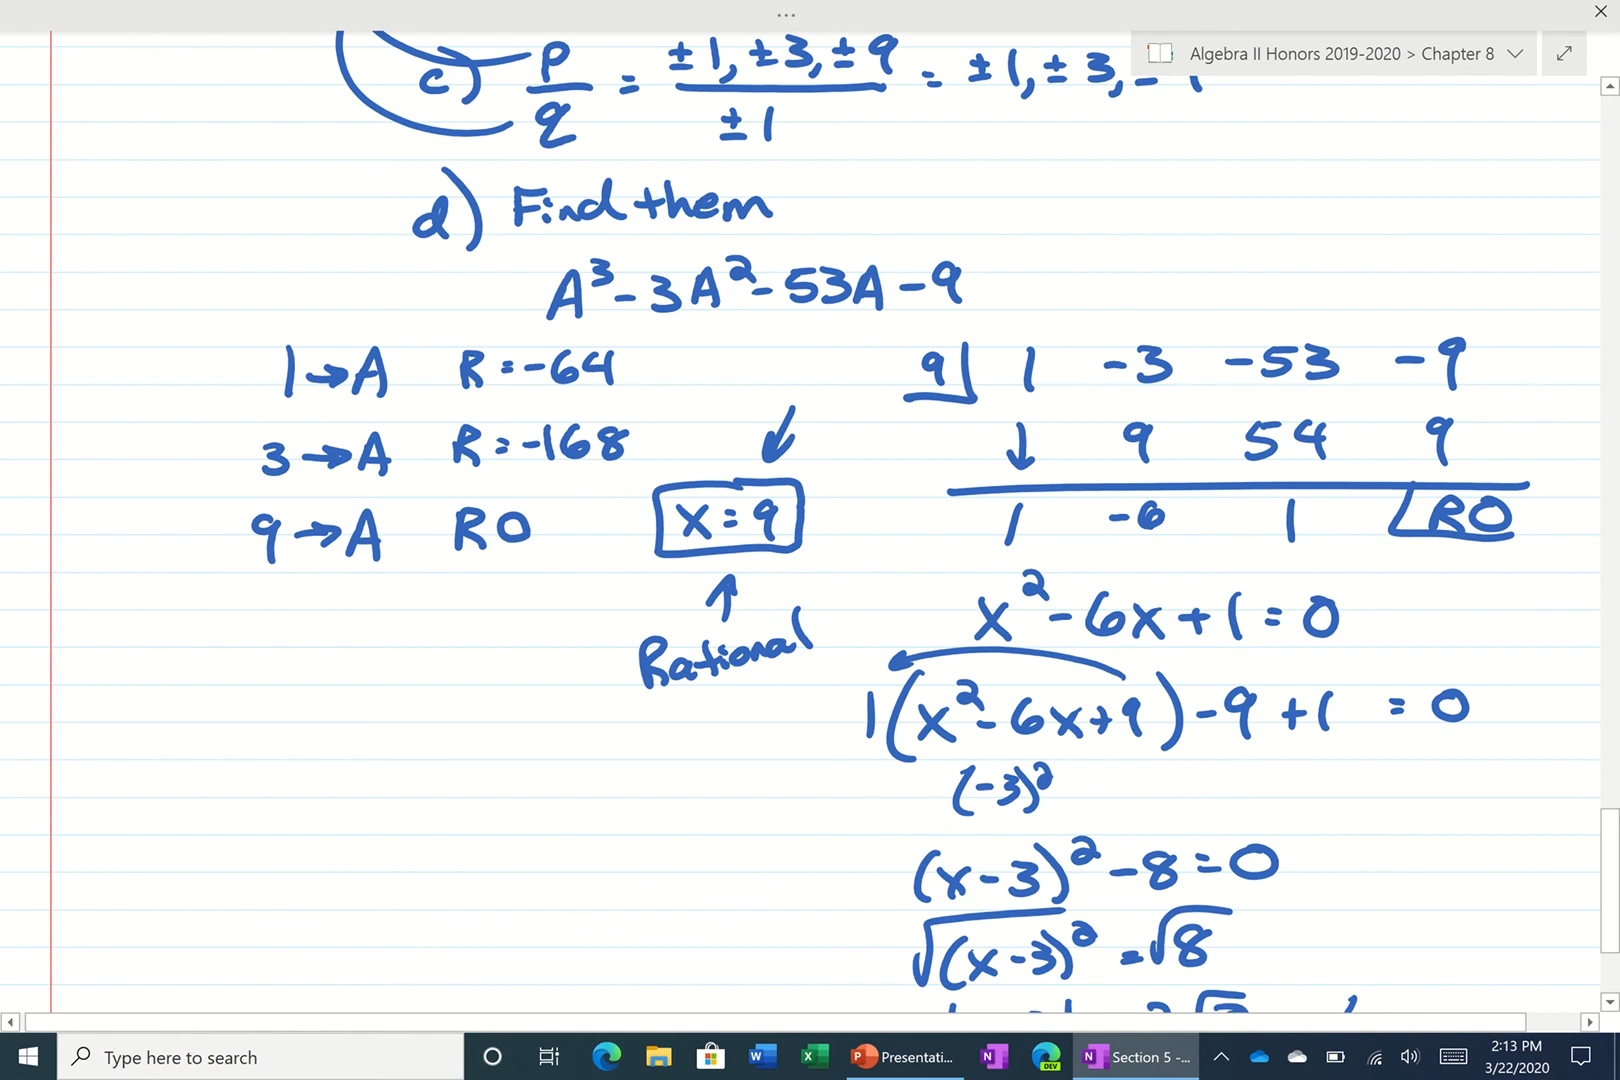 Algebra II Honors 2019-2020 > Chapter 8
c) p/q = ±1, ±3, ±9 / ±1 = ±1, ±3,
d) Find them
A³ - 3A² - 53A - 9
1 → A R = -64
3 → A R = -168
9 → A R0
x = 9
Rational
9| 1 -3 -53 -9
↓ 9 54 9
1 -6 1 R0
x² - 6x + 1 = 0
1(x² - 6x + 9) - 9 + 1 = 0
(-3)²
(x - 3)² - 8 = 0
√(x - 3)² = √8
Type here to search
Presentati...
DEV
Section 5 -...
2:13 PM
3/22/2020